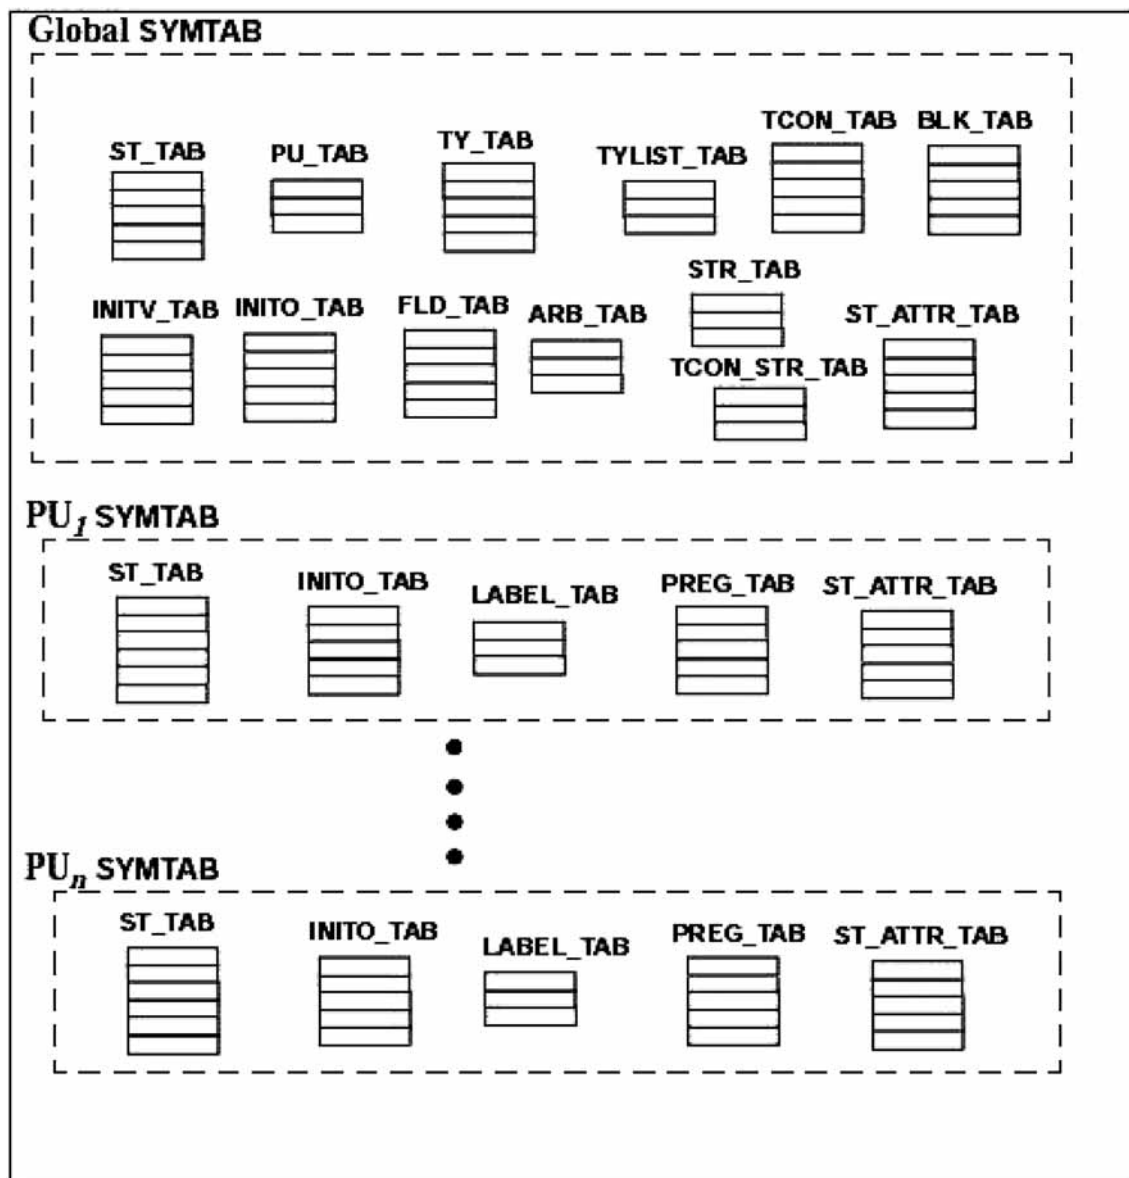 Global SYMTAB
ST_TAB PU_TAB TY_TAB TYLIST_TAB TCON_TAB BLK_TAB
INITV_TAB INITO_TAB FLD_TAB ARB_TAB STR_TAB ST_ATTR_TAB
TCON_STR_TAB
PU1 SYMTAB
ST_TAB INITO_TAB LABEL_TAB PREG_TAB ST_ATTR_TAB
PUn SYMTAB
ST_TAB INITO_TAB LABEL_TAB PREG_TAB ST_ATTR_TAB